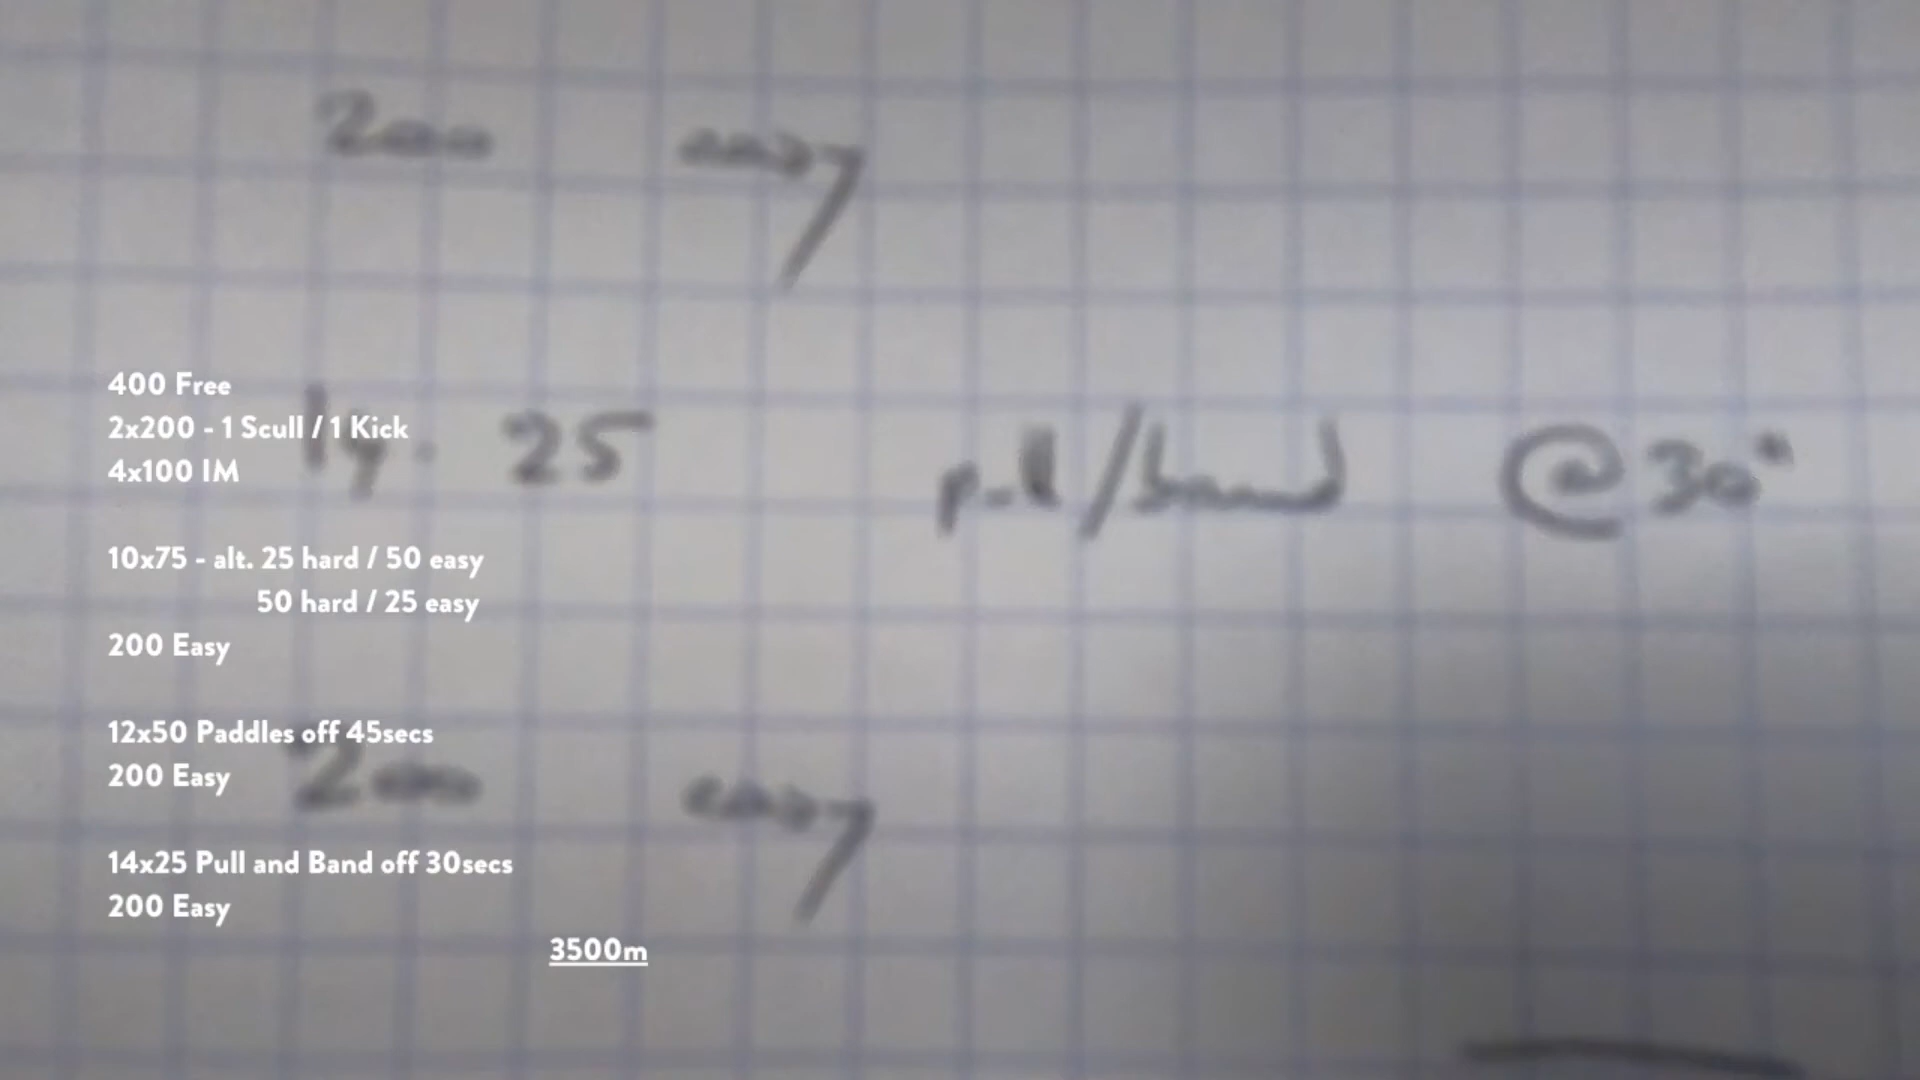 200 easy
400 Free
2x200 - 1 Scull / 1 Kick
4x100 IM
14. 25 pull/band @30"
10x75 - alt. 25 hard / 50 easy
50 hard / 25 easy
200 Easy
12x50 Paddles off 45secs
200 Easy
200 easy
14x25 Pull and Band off 30secs
200 Easy
3500m